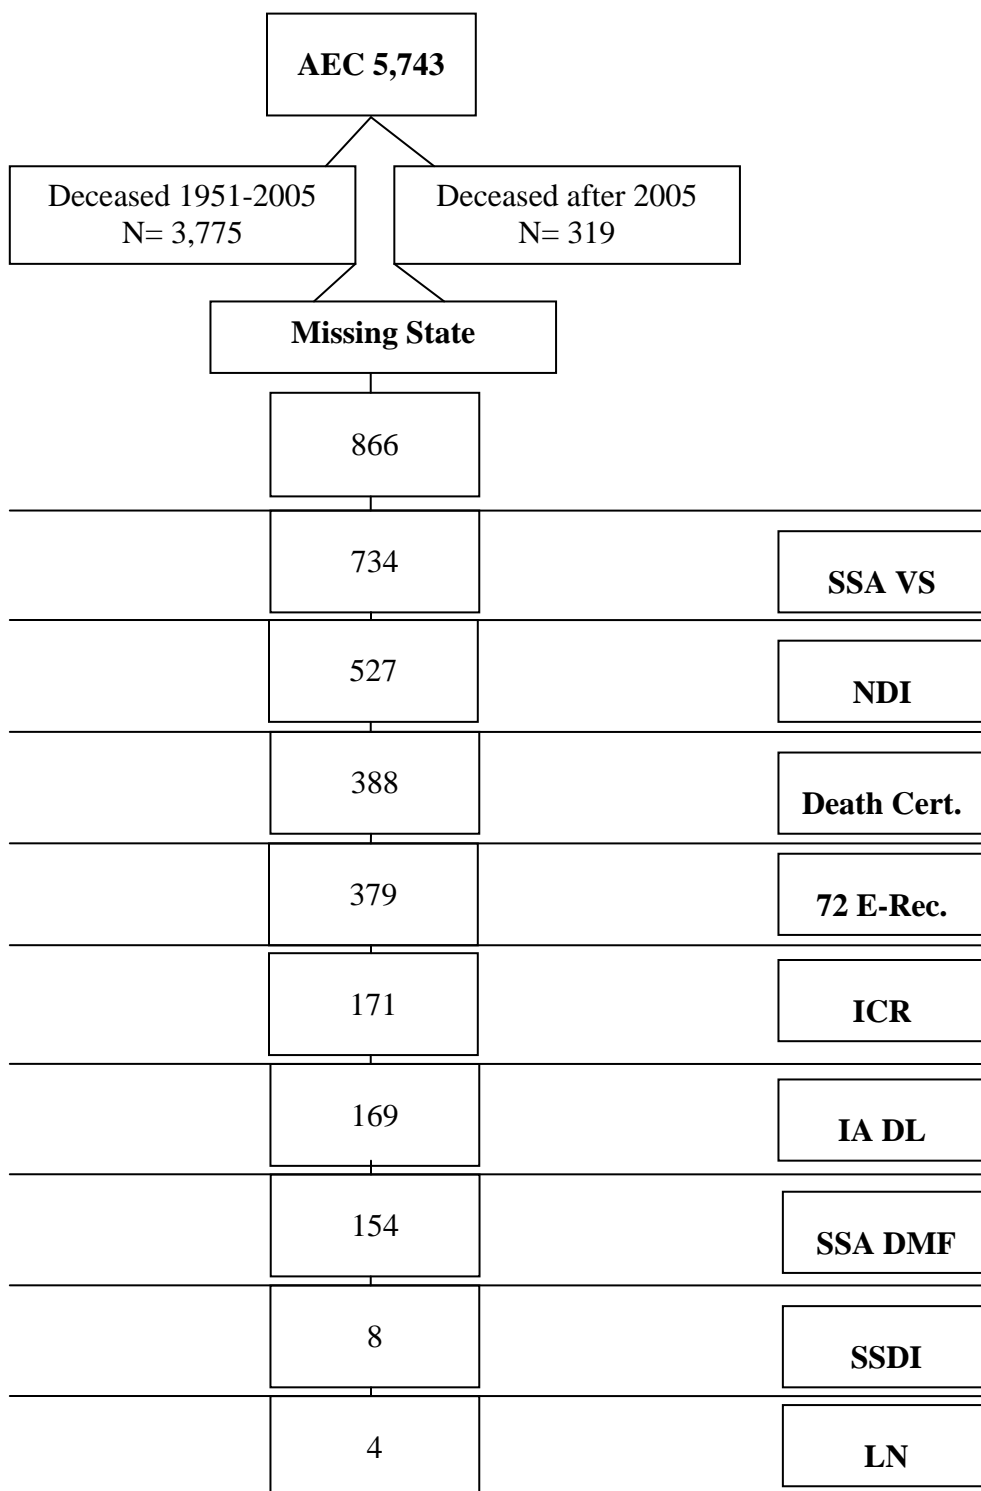 AEC 5,743
Deceased 1951-2005
N= 3,775
Deceased after 2005
N= 319
Missing State
866
734
SSA VS
527
NDI
388
Death Cert.
379
72 E-Rec.
171
ICR
169
IA DL
154
SSA DMF
8
SSDI
4
LN